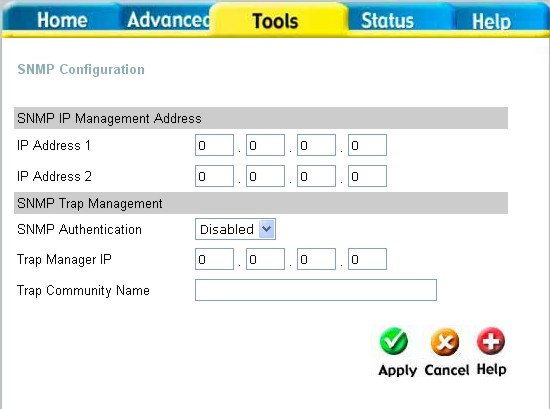 Home Advanced Tools Status Help
SNMP Configuration
SNMP IP Management Address
IP Address 1 0 . 0 . 0 . 0
IP Address 2 0 . 0 . 0 . 0
SNMP Trap Management
SNMP Authentication Disabled
Trap Manager IP 0 . 0 . 0 . 0
Trap Community Name
Apply Cancel Help